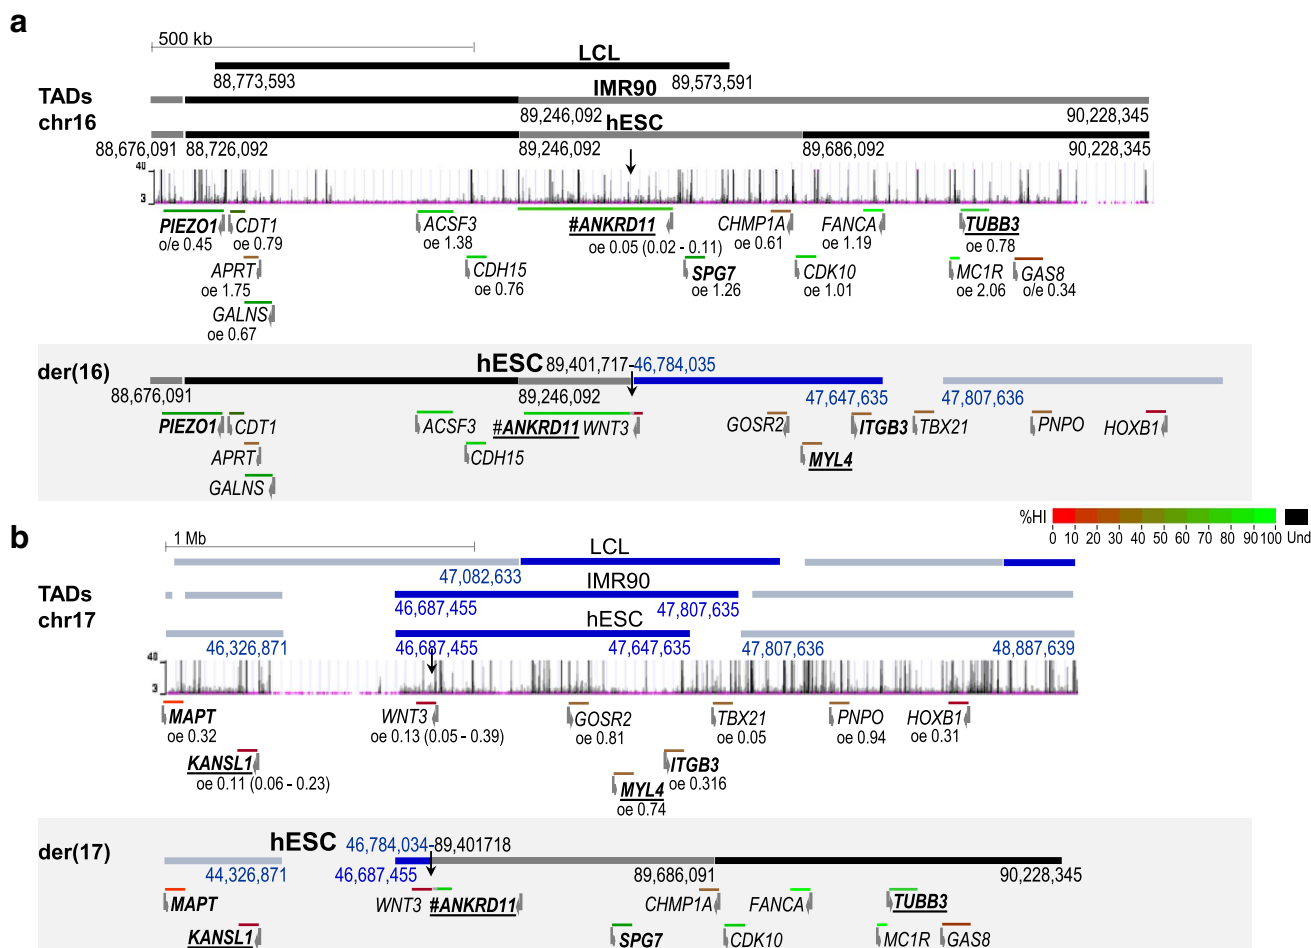 a
500 kb
LCL
88,773,593 89,573,591
IMR90
TADs
chr16
89,246,092 90,228,345
hESC
88,676,091 88,726,092 89,246,092 89,686,092 90,228,345
40
3
PIEZO1 CDT1 ACSF3 #ANKRD11 CHMP1A FANCA TUBB3
o/e 0.45 oe 0.79 oe 1.38 oe 0.05 (0.02 - 0.11) oe 0.61 oe 1.19 oe 0.78
APRT CDH15 SPG7 CDK10 MC1R GAS8
oe 1.75 oe 0.76 oe 1.26 oe 1.01 oe 2.06 o/e 0.34
GALNS
oe 0.67
der(16)
hESC 89,401,717-46,784,035
88,676,091 89,246,092 47,647,635 47,807,636
PIEZO1 CDT1 ACSF3 #ANKRD11 WNT3 GOSR2 ITGB3 TBX21 PNPO HOXB1
APRT CDH15 MYL4
GALNS
%HI
0 10 20 30 40 50 60 70 80 90 100 Und
b
1 Mb
LCL
47,082,633
IMR90
TADs
chr17
46,687,455 47,807,635
hESC
46,326,871 46,687,455 47,647,635 47,807,636 48,887,639
40
3
MAPT WNT3 GOSR2 TBX21 PNPO HOXB1
oe 0.32 oe 0.13 (0.05 - 0.39) oe 0.81 oe 0.05 oe 0.94 oe 0.31
KANSL1 ITGB3
oe 0.11 (0.06 - 0.23) oe 0.316
MYL4
oe 0.74
der(17)
hESC 46,784,034-89,401718
44,326,871 46,687,455 89,686,091 90,228,345
MAPT WNT3 #ANKRD11 CHMP1A FANCA TUBB3
KANSL1 SPG7 CDK10 MC1R GAS8